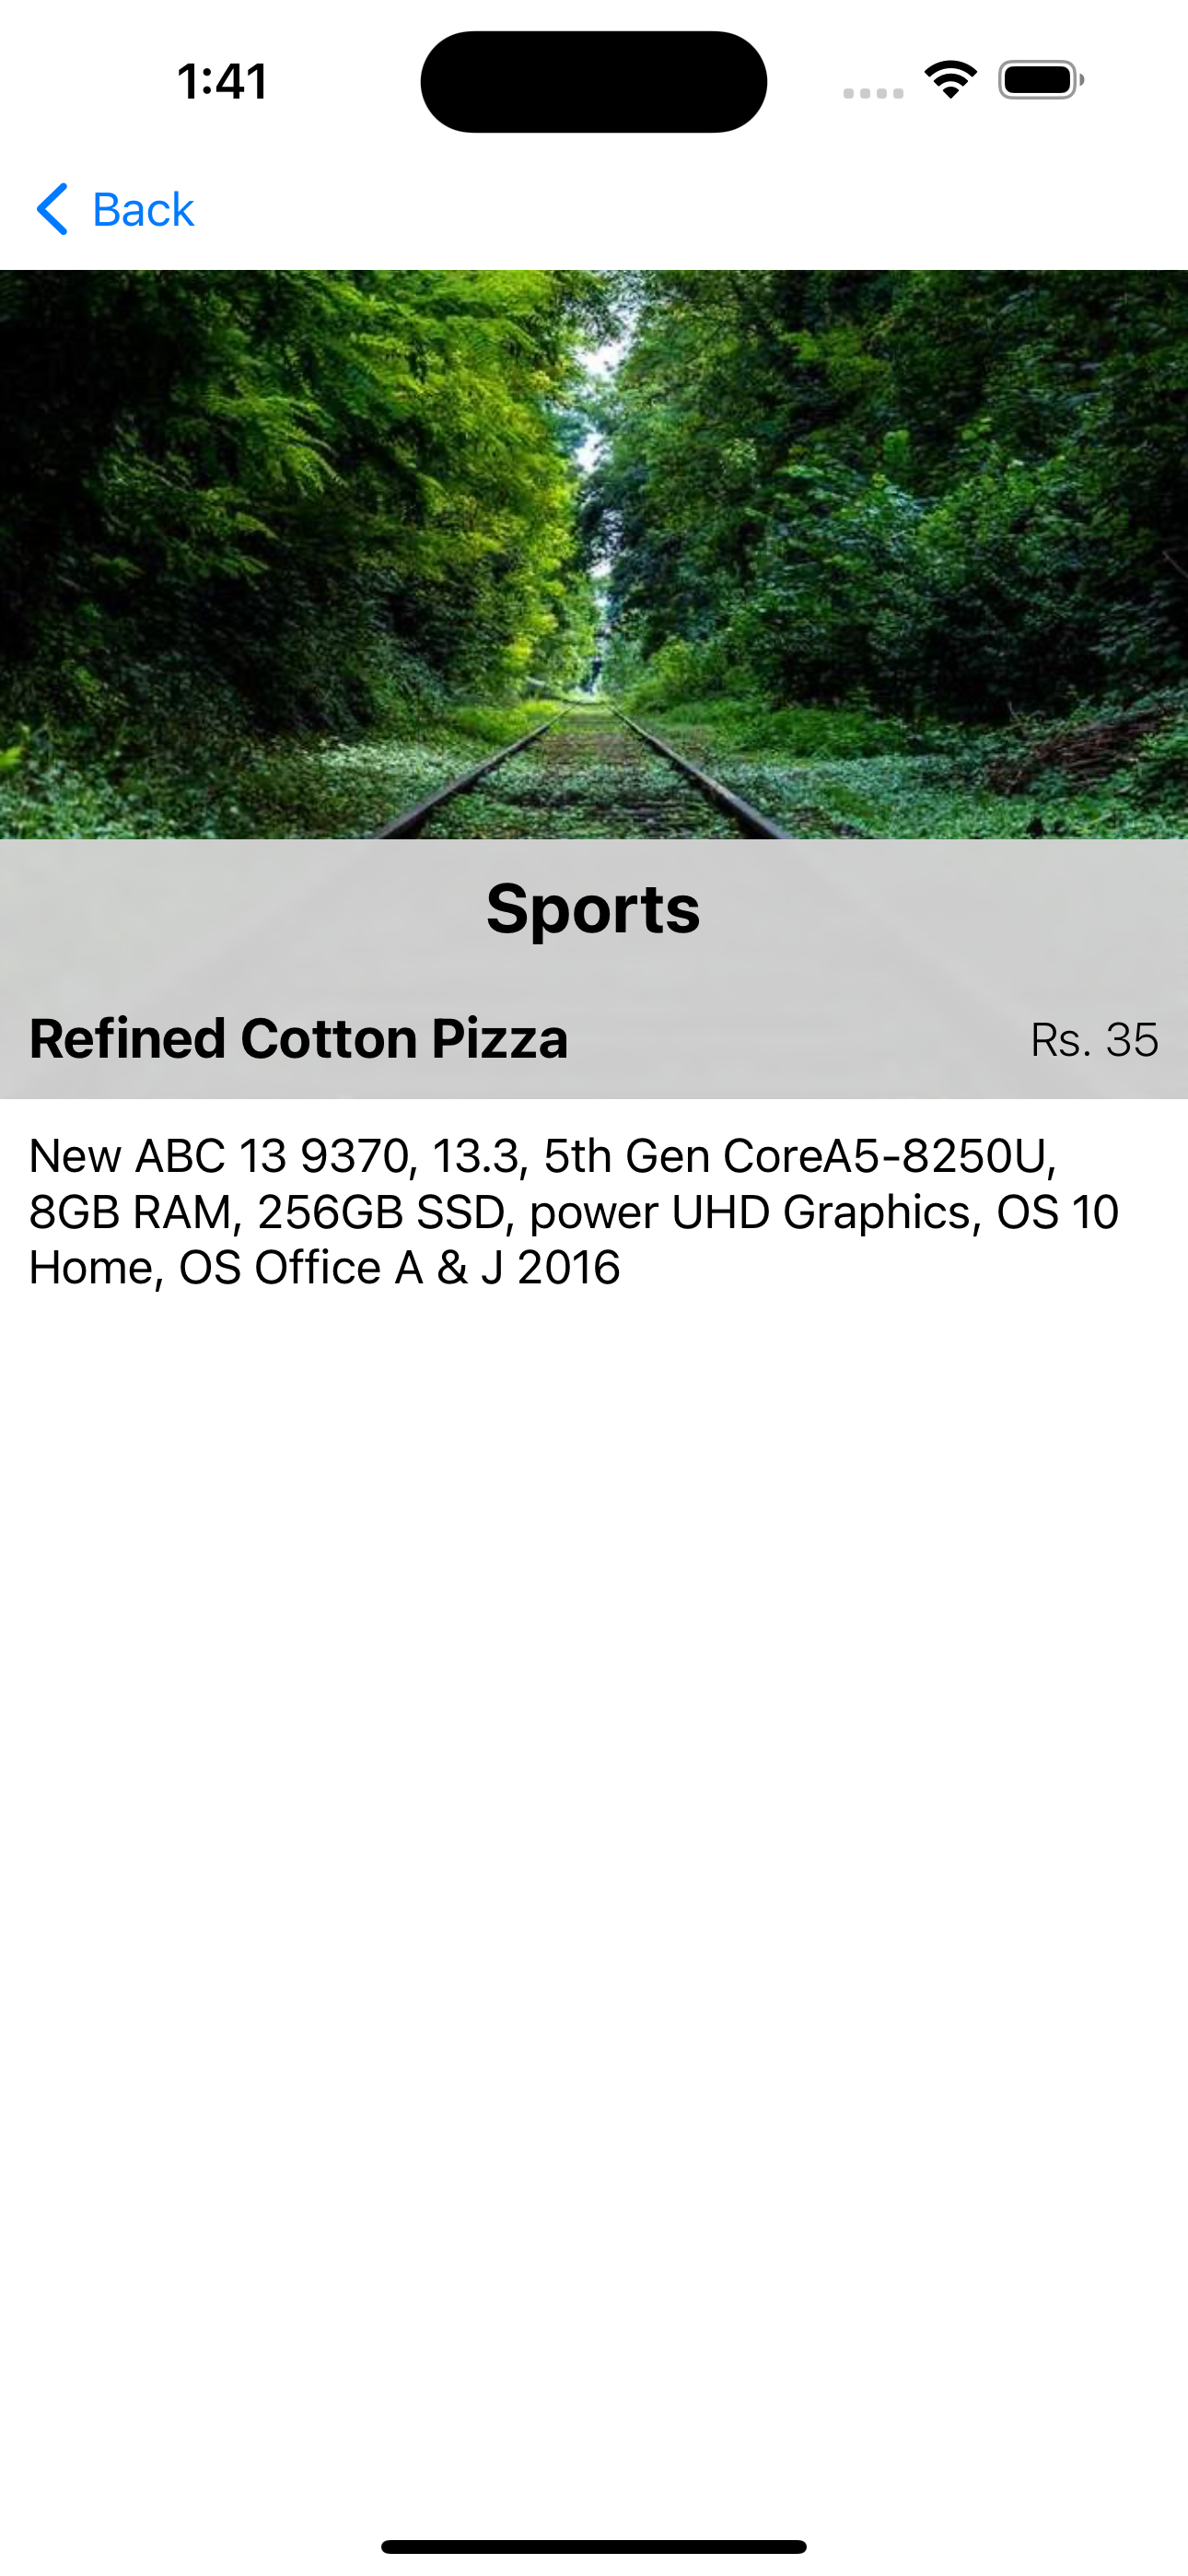 1:41
Back
Sports
Refined Cotton Pizza
Rs. 35
New ABC 13 9370, 13.3, 5th Gen CoreA5-8250U,
8GB RAM, 256GB SSD, power UHD Graphics, OS 10
Home, OS Office A & J 2016